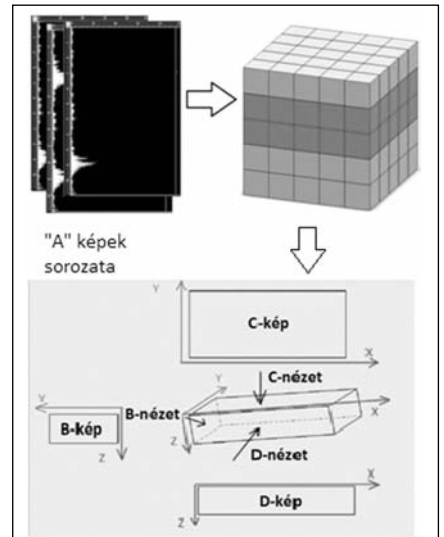 "A" képek
sorozata
Y
C-kép
X
Y
C-nézet
Y
B-nézet
X
B-kép
Z
Z
D-nézet
X
D-kép
Z